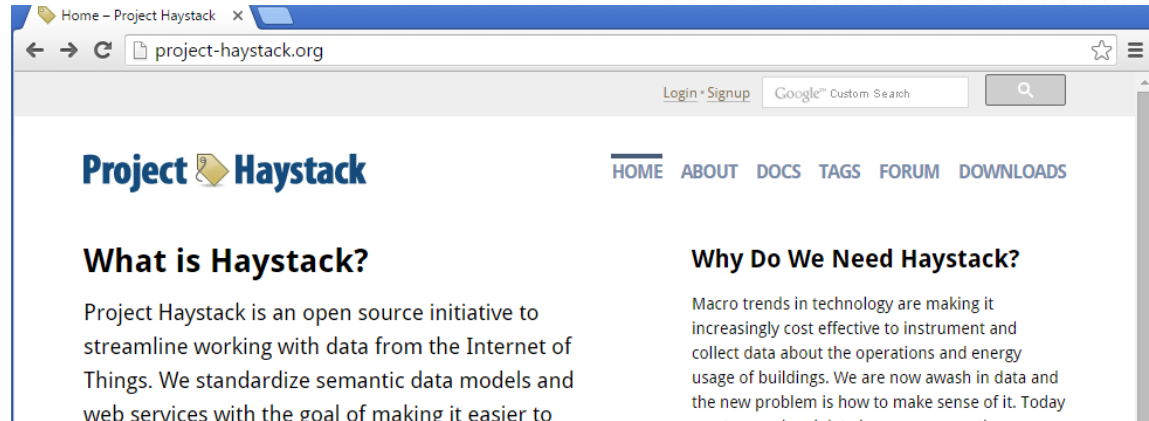 Home – Project Haystack
project-haystack.org
Login • Signup
Google™ Custom Search
Project Haystack
HOME ABOUT DOCS TAGS FORUM DOWNLOADS
What is Haystack?
Project Haystack is an open source initiative to
streamline working with data from the Internet of
Things. We standardize semantic data models and
web services with the goal of making it easier to
Why Do We Need Haystack?
Macro trends in technology are making it
increasingly cost effective to instrument and
collect data about the operations and energy
usage of buildings. We are now awash in data and
the new problem is how to make sense of it. Today